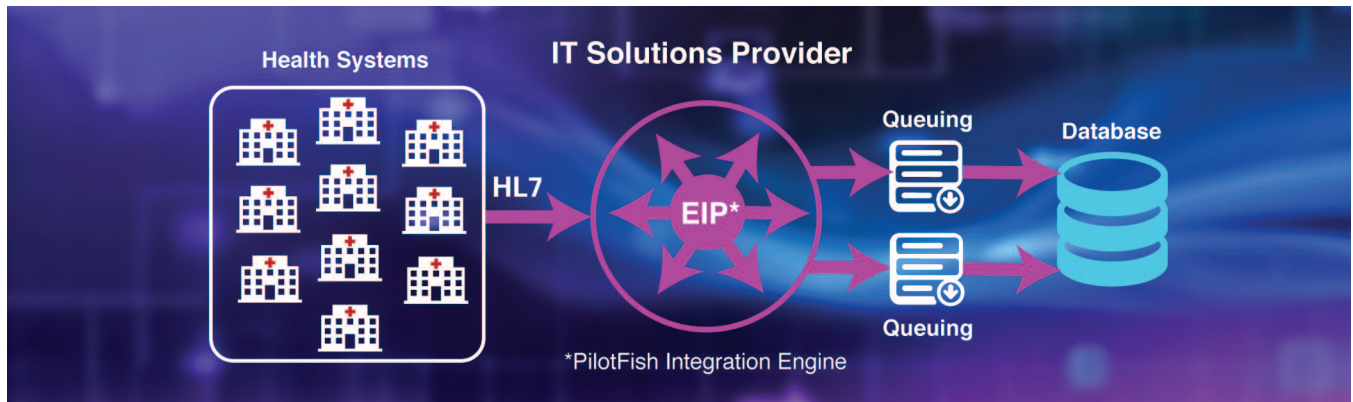 IT Solutions Provider
Health Systems
HL7
EIP*
Queuing
Database
Queuing
*PilotFish Integration Engine